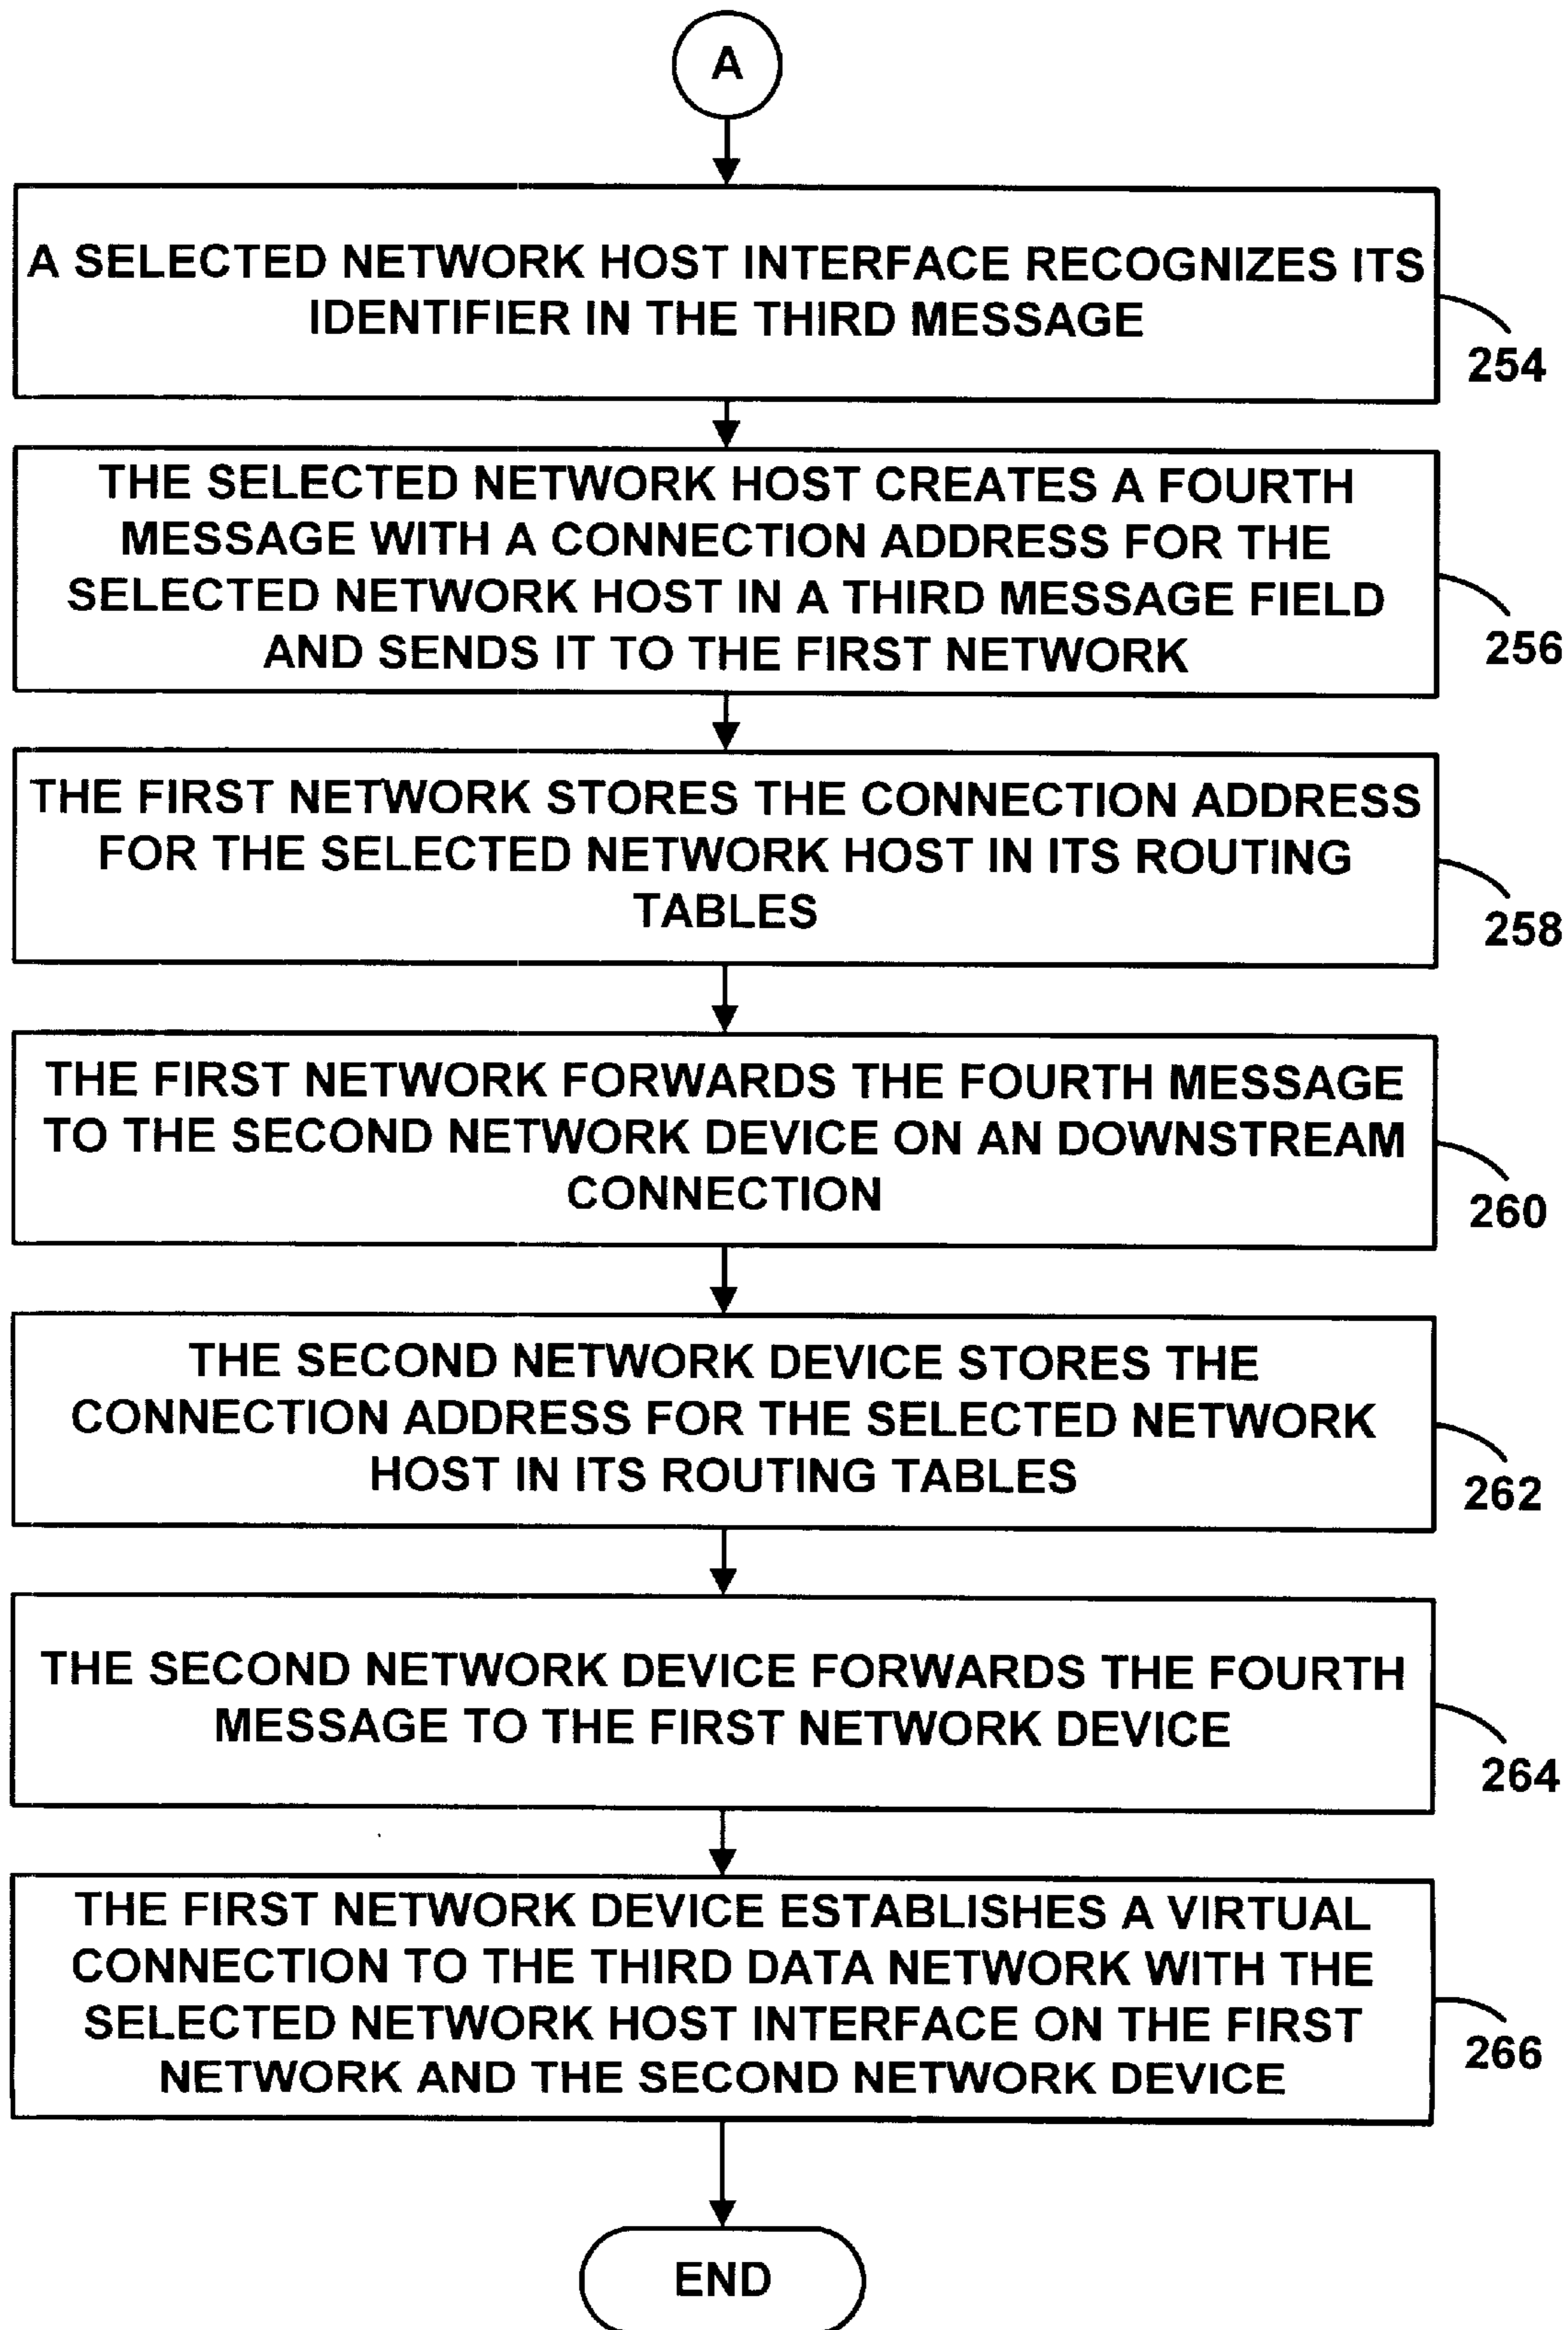 A
A SELECTED NETWORK HOST INTERFACE RECOGNIZES ITS
IDENTIFIER IN THE THIRD MESSAGE
254
THE SELECTED NETWORK HOST CREATES A FOURTH
MESSAGE WITH A CONNECTION ADDRESS FOR THE
SELECTED NETWORK HOST IN A THIRD MESSAGE FIELD
AND SENDS IT TO THE FIRST NETWORK
256
THE FIRST NETWORK STORES THE CONNECTION ADDRESS
FOR THE SELECTED NETWORK HOST IN ITS ROUTING
TABLES
258
THE FIRST NETWORK FORWARDS THE FOURTH MESSAGE
TO THE SECOND NETWORK DEVICE ON AN DOWNSTREAM
CONNECTION
260
THE SECOND NETWORK DEVICE STORES THE
CONNECTION ADDRESS FOR THE SELECTED NETWORK
HOST IN ITS ROUTING TABLES
262
THE SECOND NETWORK DEVICE FORWARDS THE FOURTH
MESSAGE TO THE FIRST NETWORK DEVICE
264
THE FIRST NETWORK DEVICE ESTABLISHES A VIRTUAL
CONNECTION TO THE THIRD DATA NETWORK WITH THE
SELECTED NETWORK HOST INTERFACE ON THE FIRST
NETWORK AND THE SECOND NETWORK DEVICE
266
END